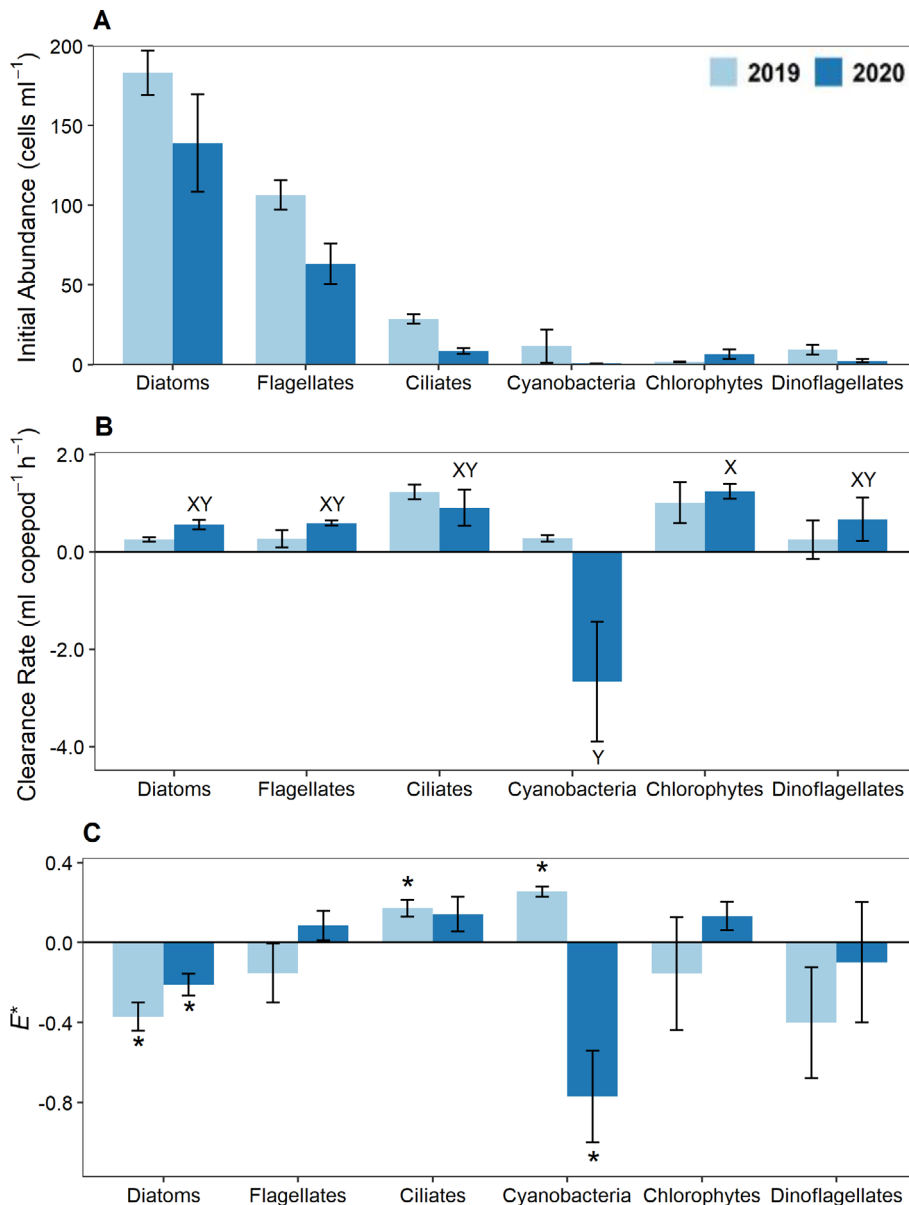 A
Initial Abundance (cells ml⁻¹)
200
150
100
50
0
2019 2020
Diatoms Flagellates Ciliates Cyanobacteria Chlorophytes Dinoflagellates
B
Clearance Rate (ml copepod⁻¹ h⁻¹)
2.0
0.0
-2.0
-4.0
XY XY XY Y X XY
Diatoms Flagellates Ciliates Cyanobacteria Chlorophytes Dinoflagellates
C
E*
0.4
0.0
-0.4
-0.8
* * * * *
Diatoms Flagellates Ciliates Cyanobacteria Chlorophytes Dinoflagellates